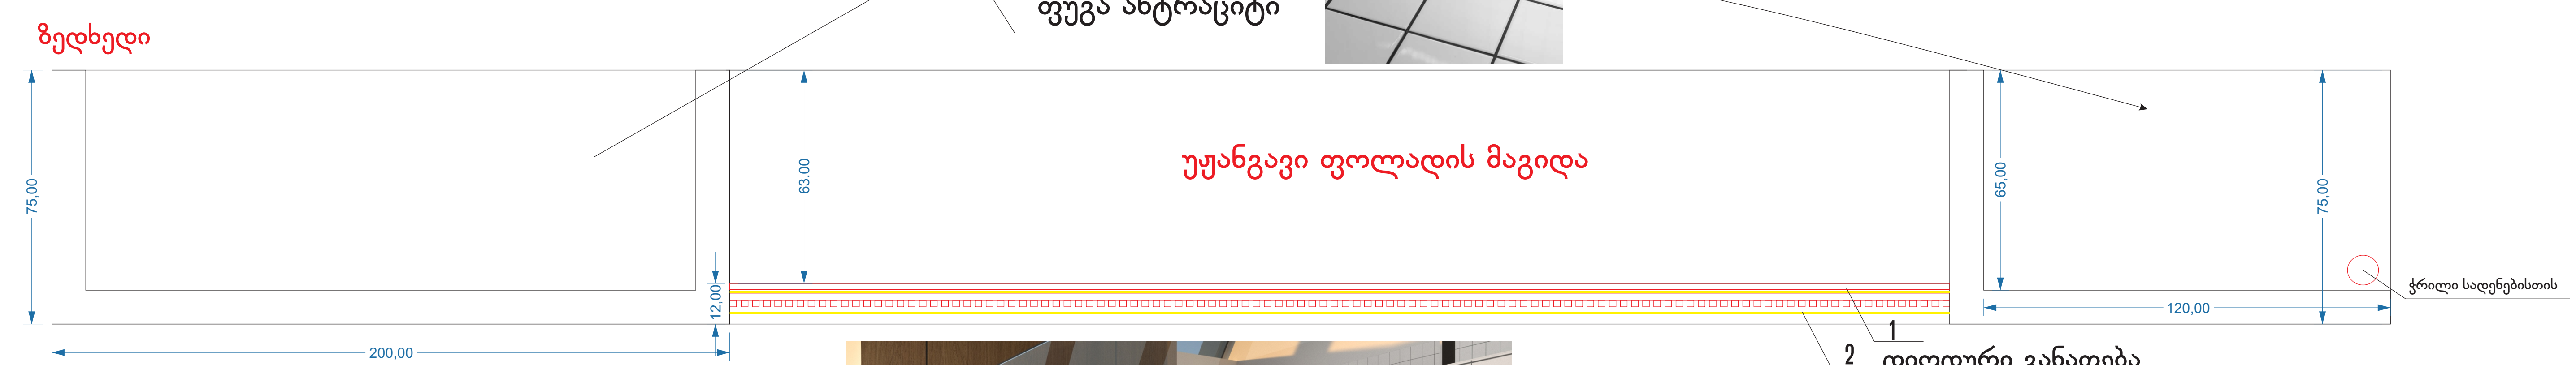 ფუგა ანტრაციტი
ზედხედი
75,00
63.00
უჟანგავი ფოლადის მაგიდა
65,00
75,00
12,00
120,00
ჭრილი სადენებისთის
200,00
1
2 დიოდური განათება